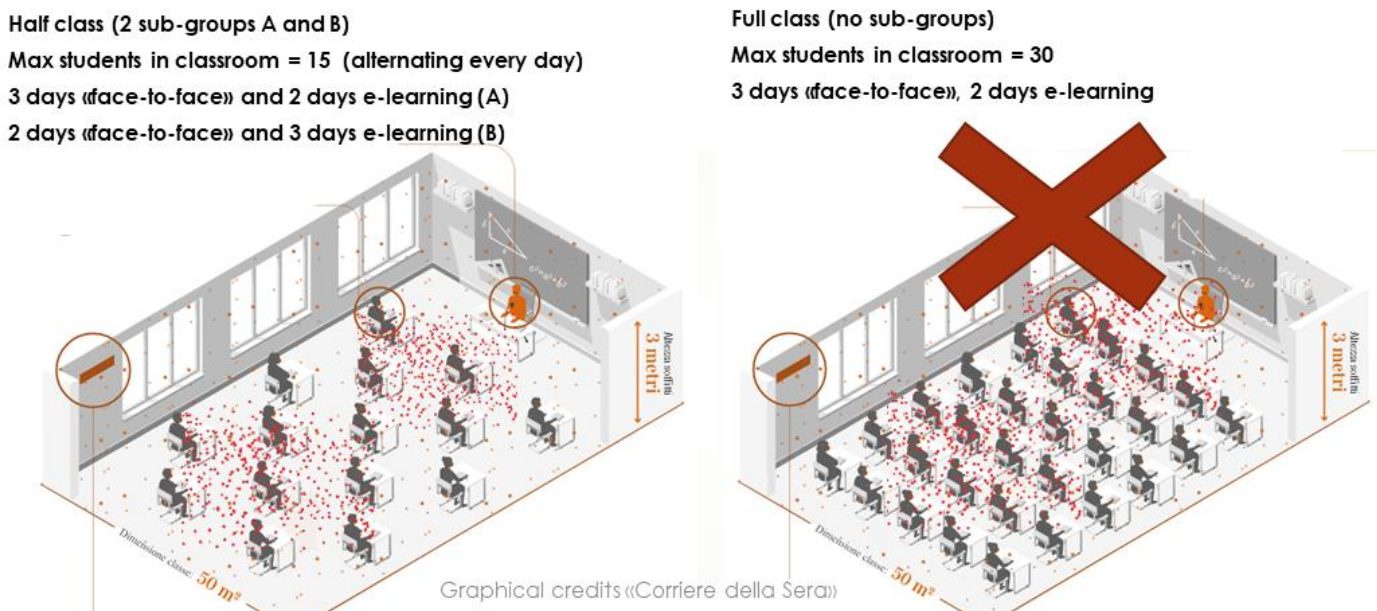 Half class (2 sub-groups A and B)
Max students in classroom = 15 (alternating every day)
3 days «face-to-face» and 2 days e-learning (A)
2 days «face-to-face» and 3 days e-learning (B)
Full class (no sub-groups)
Max students in classroom = 30
3 days «face-to-face», 2 days e-learning
Altezza soffitti
3 metri
Dimensione classe: 50 m²
Altezza soffitti
3 metri
Dimensione classe: 50 m²
Graphical credits «Corriere della Sera»